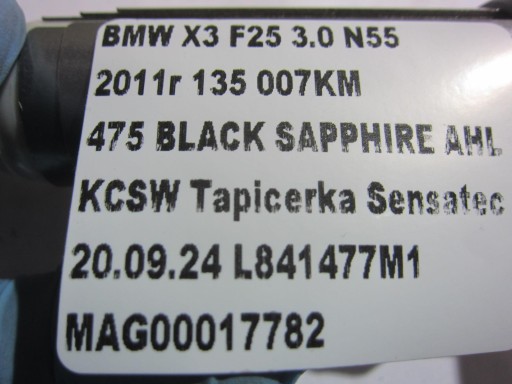 BMW X3 F25 3.0 N55
2011r 135 007KM
475 BLACK SAPPHIRE AHL
KCSW Tapicerka Sensatec
20.09.24 L841477M1
MAG00017782